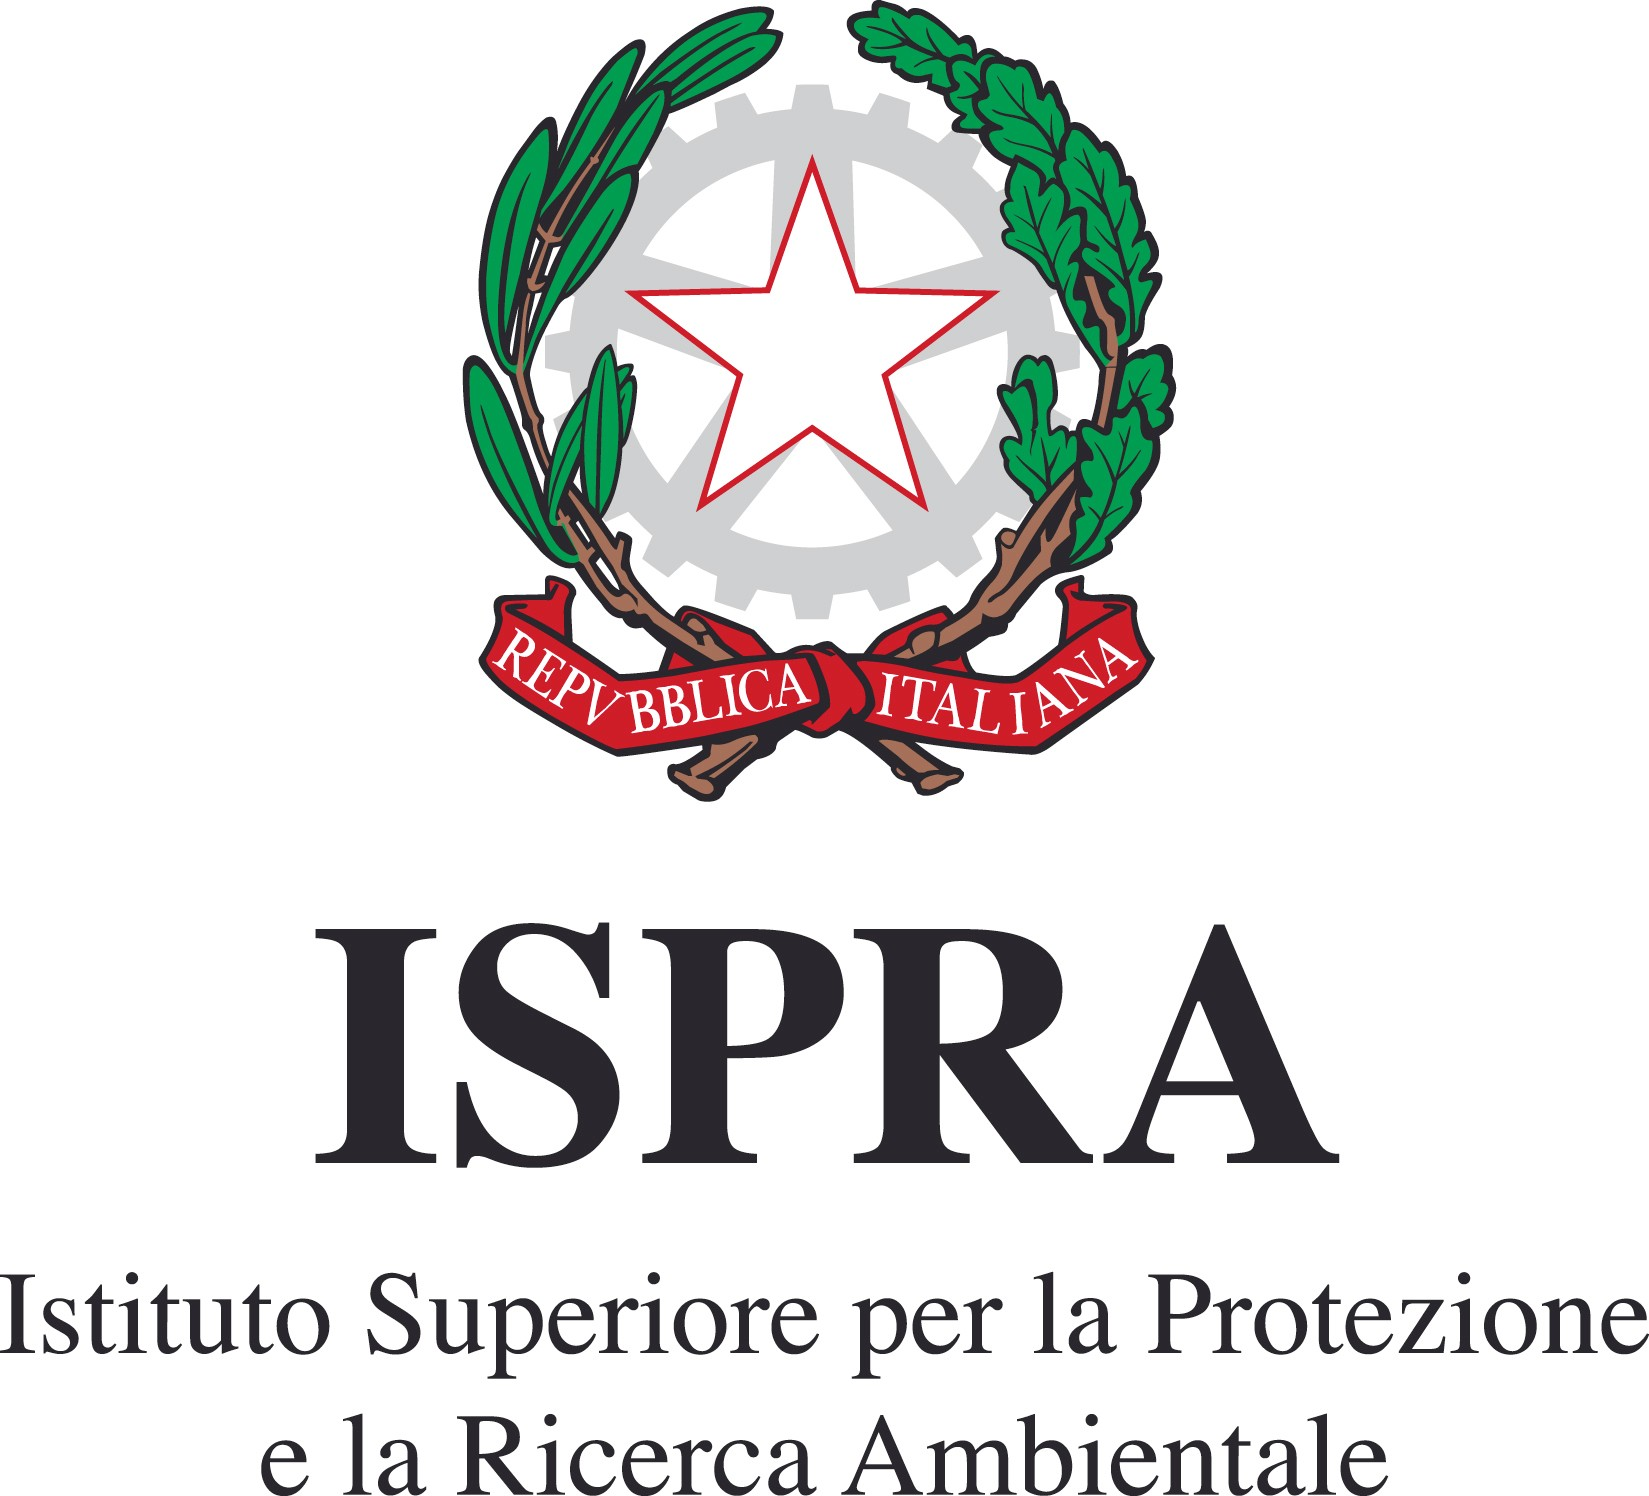 REPVBBLICA ITALIANA
ISPRA
Istituto Superiore per la Protezione
e la Ricerca Ambientale